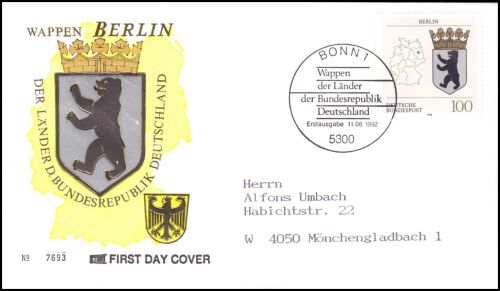 WAPPEN BERLIN
DER LÄNDER D. BUNDESREPUBLIK DEUTSCHLAND
Nº 7693
FIRST DAY COVER
BONN 1
Wappen
der Länder
der Bundesrepublik
Deutschland
Erstausgabe 11.06.1992
5300
BERLIN
DEUTSCHE
BUNDESPOST
100
Herrn
Alfons Umbach
Habichtstr. 22
W 4050 Mönchengladbach 1